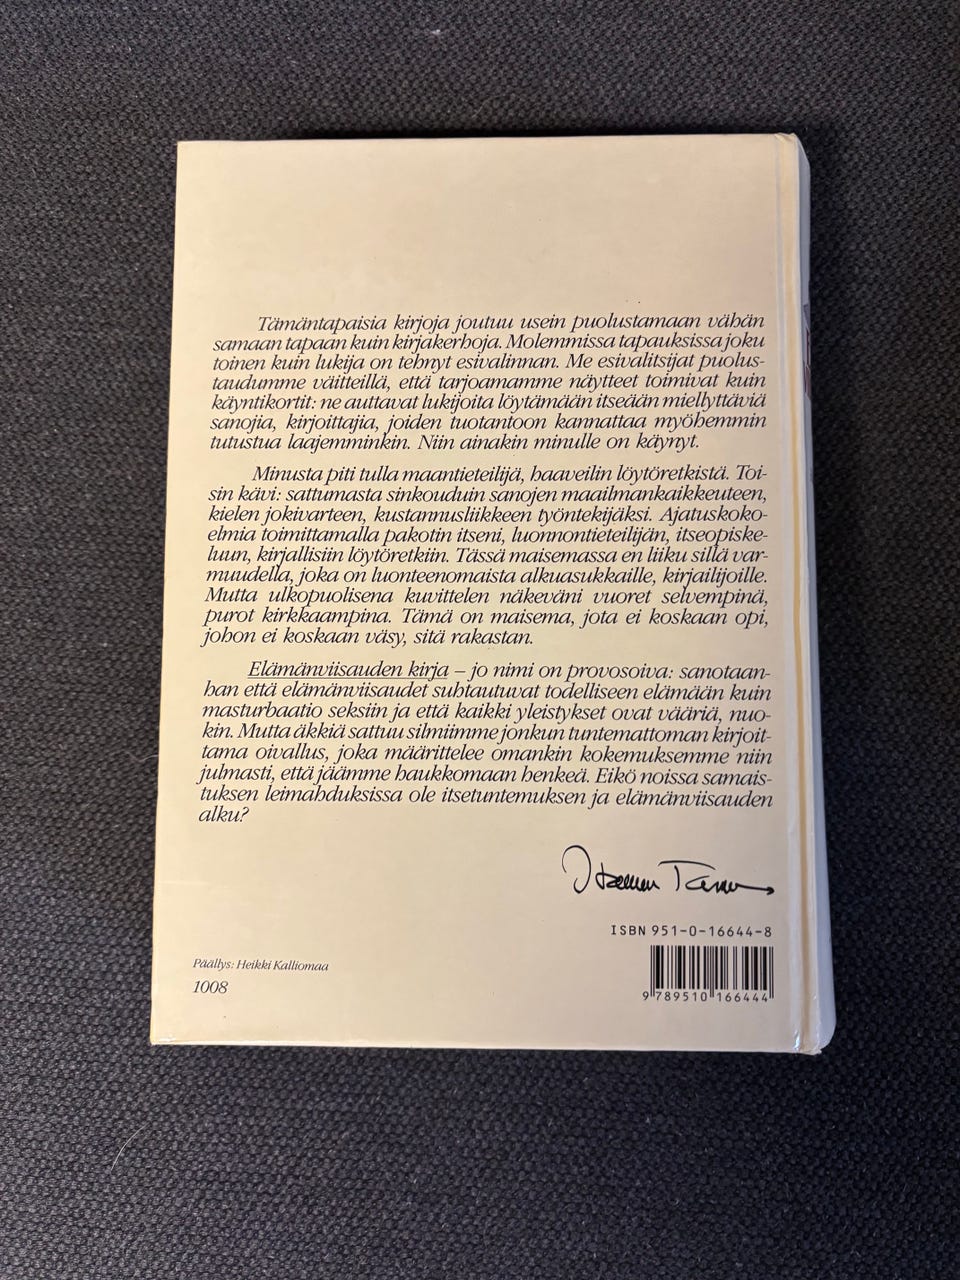 Tämäntapaisia kirjoja joutuu usein puolustamaan vähän
samaan tapaan kuin kirjakerhoja. Molemmissa tapauksissa joku
toinen kuin lukija on tehnyt esivalinnan. Me esivalitsijat puolus-
taudumme väitteillä, että tarjoamamme näytteet toimivat kuin
käyntikortit: ne auttavat lukijoita löytämään itseään miellyttäviä
sanojia, kirjoittajia, joiden tuotantoon kannattaa myöhemmin
tutustua laajemminkin. Niin ainakin minulle on käynyt.
Minusta piti tulla maantieteilijä, haaveilin löytöretkistä. Toi-
sin kävi: sattumasta sinkouduin sanojen maailmankaikkeuteen,
kielen jokivarteen, kustannusliikkeen työntekijäksi. Ajatuskoko-
elmia toimittamalla pakotin itseni, luonnontieteilijän, itseopiske-
luun, kirjallisiin löytöretkiin. Tässä maisemassa en liiku sillä var-
muudella, joka on luonteenomaista alkuasukkaille, kirjailijoille.
Mutta ulkopuolisena kuvittelen näkeväni vuoret selvempinä,
purot kirkkaampina. Tämä on maisema, jota ei koskaan opi,
johon ei koskaan väsy, sitä rakastan.
Elämänviisauden kirja – jo nimi on provosoiva: sanotaan-
han että elämänviisaudet suhtautuvat todelliseen elämään kuin
masturbaatio seksiin ja että kaikki yleistykset ovat vääriä, nuo-
kin. Mutta äkkiä sattuu silmiimme jonkun tuntemattoman kirjoit-
tama oivallus, joka määrittelee omankin kokemuksemme niin
julmasti, että jäämme haukkomaan henkeä. Eikö noissa samais-
tuksen leimahduksissa ole itsetuntemuksen ja elämänviisauden
alku?
ISBN 951-0-16644-8
9 789510 166444
Päällys: Heikki Kalliomaa
1008